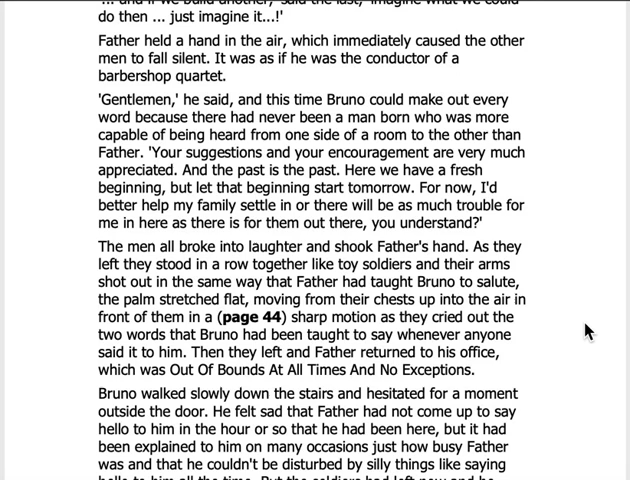 do then ... just imagine it...!'
Father held a hand in the air, which immediately caused the other
men to fall silent. It was as if he was the conductor of a
barbershop quartet.
'Gentlemen,' he said, and this time Bruno could make out every
word because there had never been a man born who was more
capable of being heard from one side of a room to the other than
Father. 'Your suggestions and your encouragement are very much
appreciated. And the past is the past. Here we have a fresh
beginning, but let that beginning start tomorrow. For now, I'd
better help my family settle in or there will be as much trouble for
me in here as there is for them out there, you understand?'
The men all broke into laughter and shook Father's hand. As they
left they stood in a row together like toy soldiers and their arms
shot out in the same way that Father had taught Bruno to salute,
the palm stretched flat, moving from their chests up into the air in
front of them in a (page 44) sharp motion as they cried out the
two words that Bruno had been taught to say whenever anyone
said it to him. Then they left and Father returned to his office,
which was Out Of Bounds At All Times And No Exceptions.
Bruno walked slowly down the stairs and hesitated for a moment
outside the door. He felt sad that Father had not come up to say
hello to him in the hour or so that he had been here, but it had
been explained to him on many occasions just how busy Father
was and that he couldn't be disturbed by silly things like saying